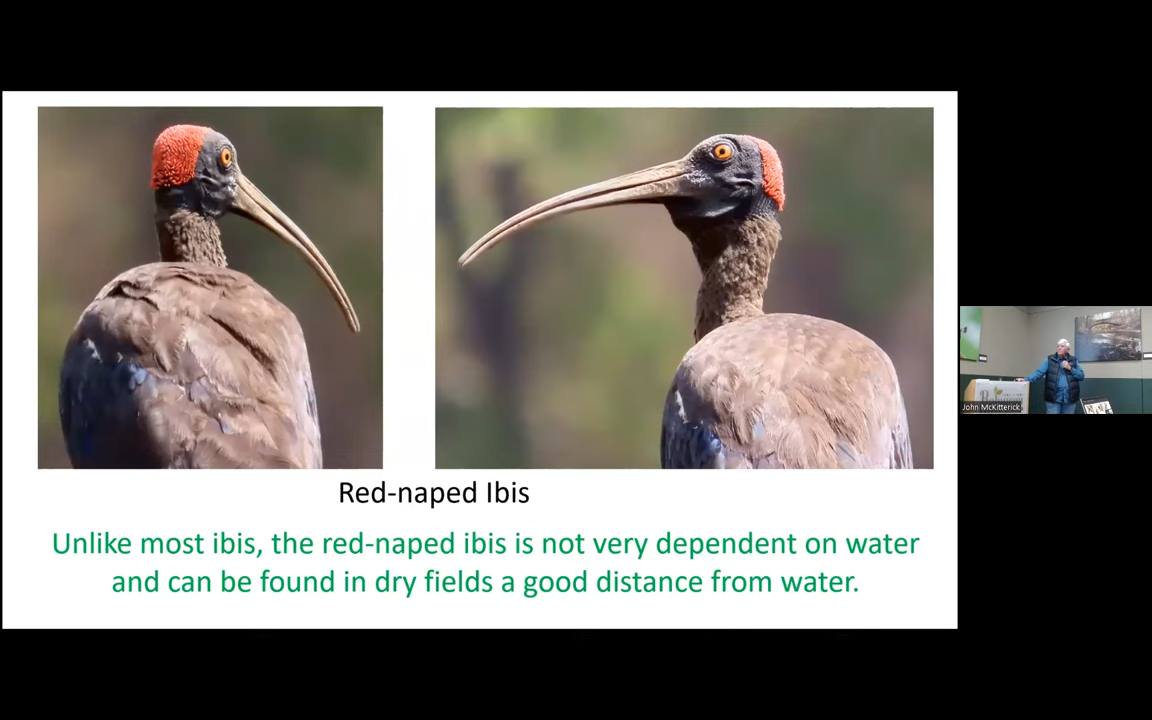 Red-naped Ibis
Unlike most ibis, the red-naped ibis is not very dependent on water
and can be found in dry fields a good distance from water.
John McKitterick